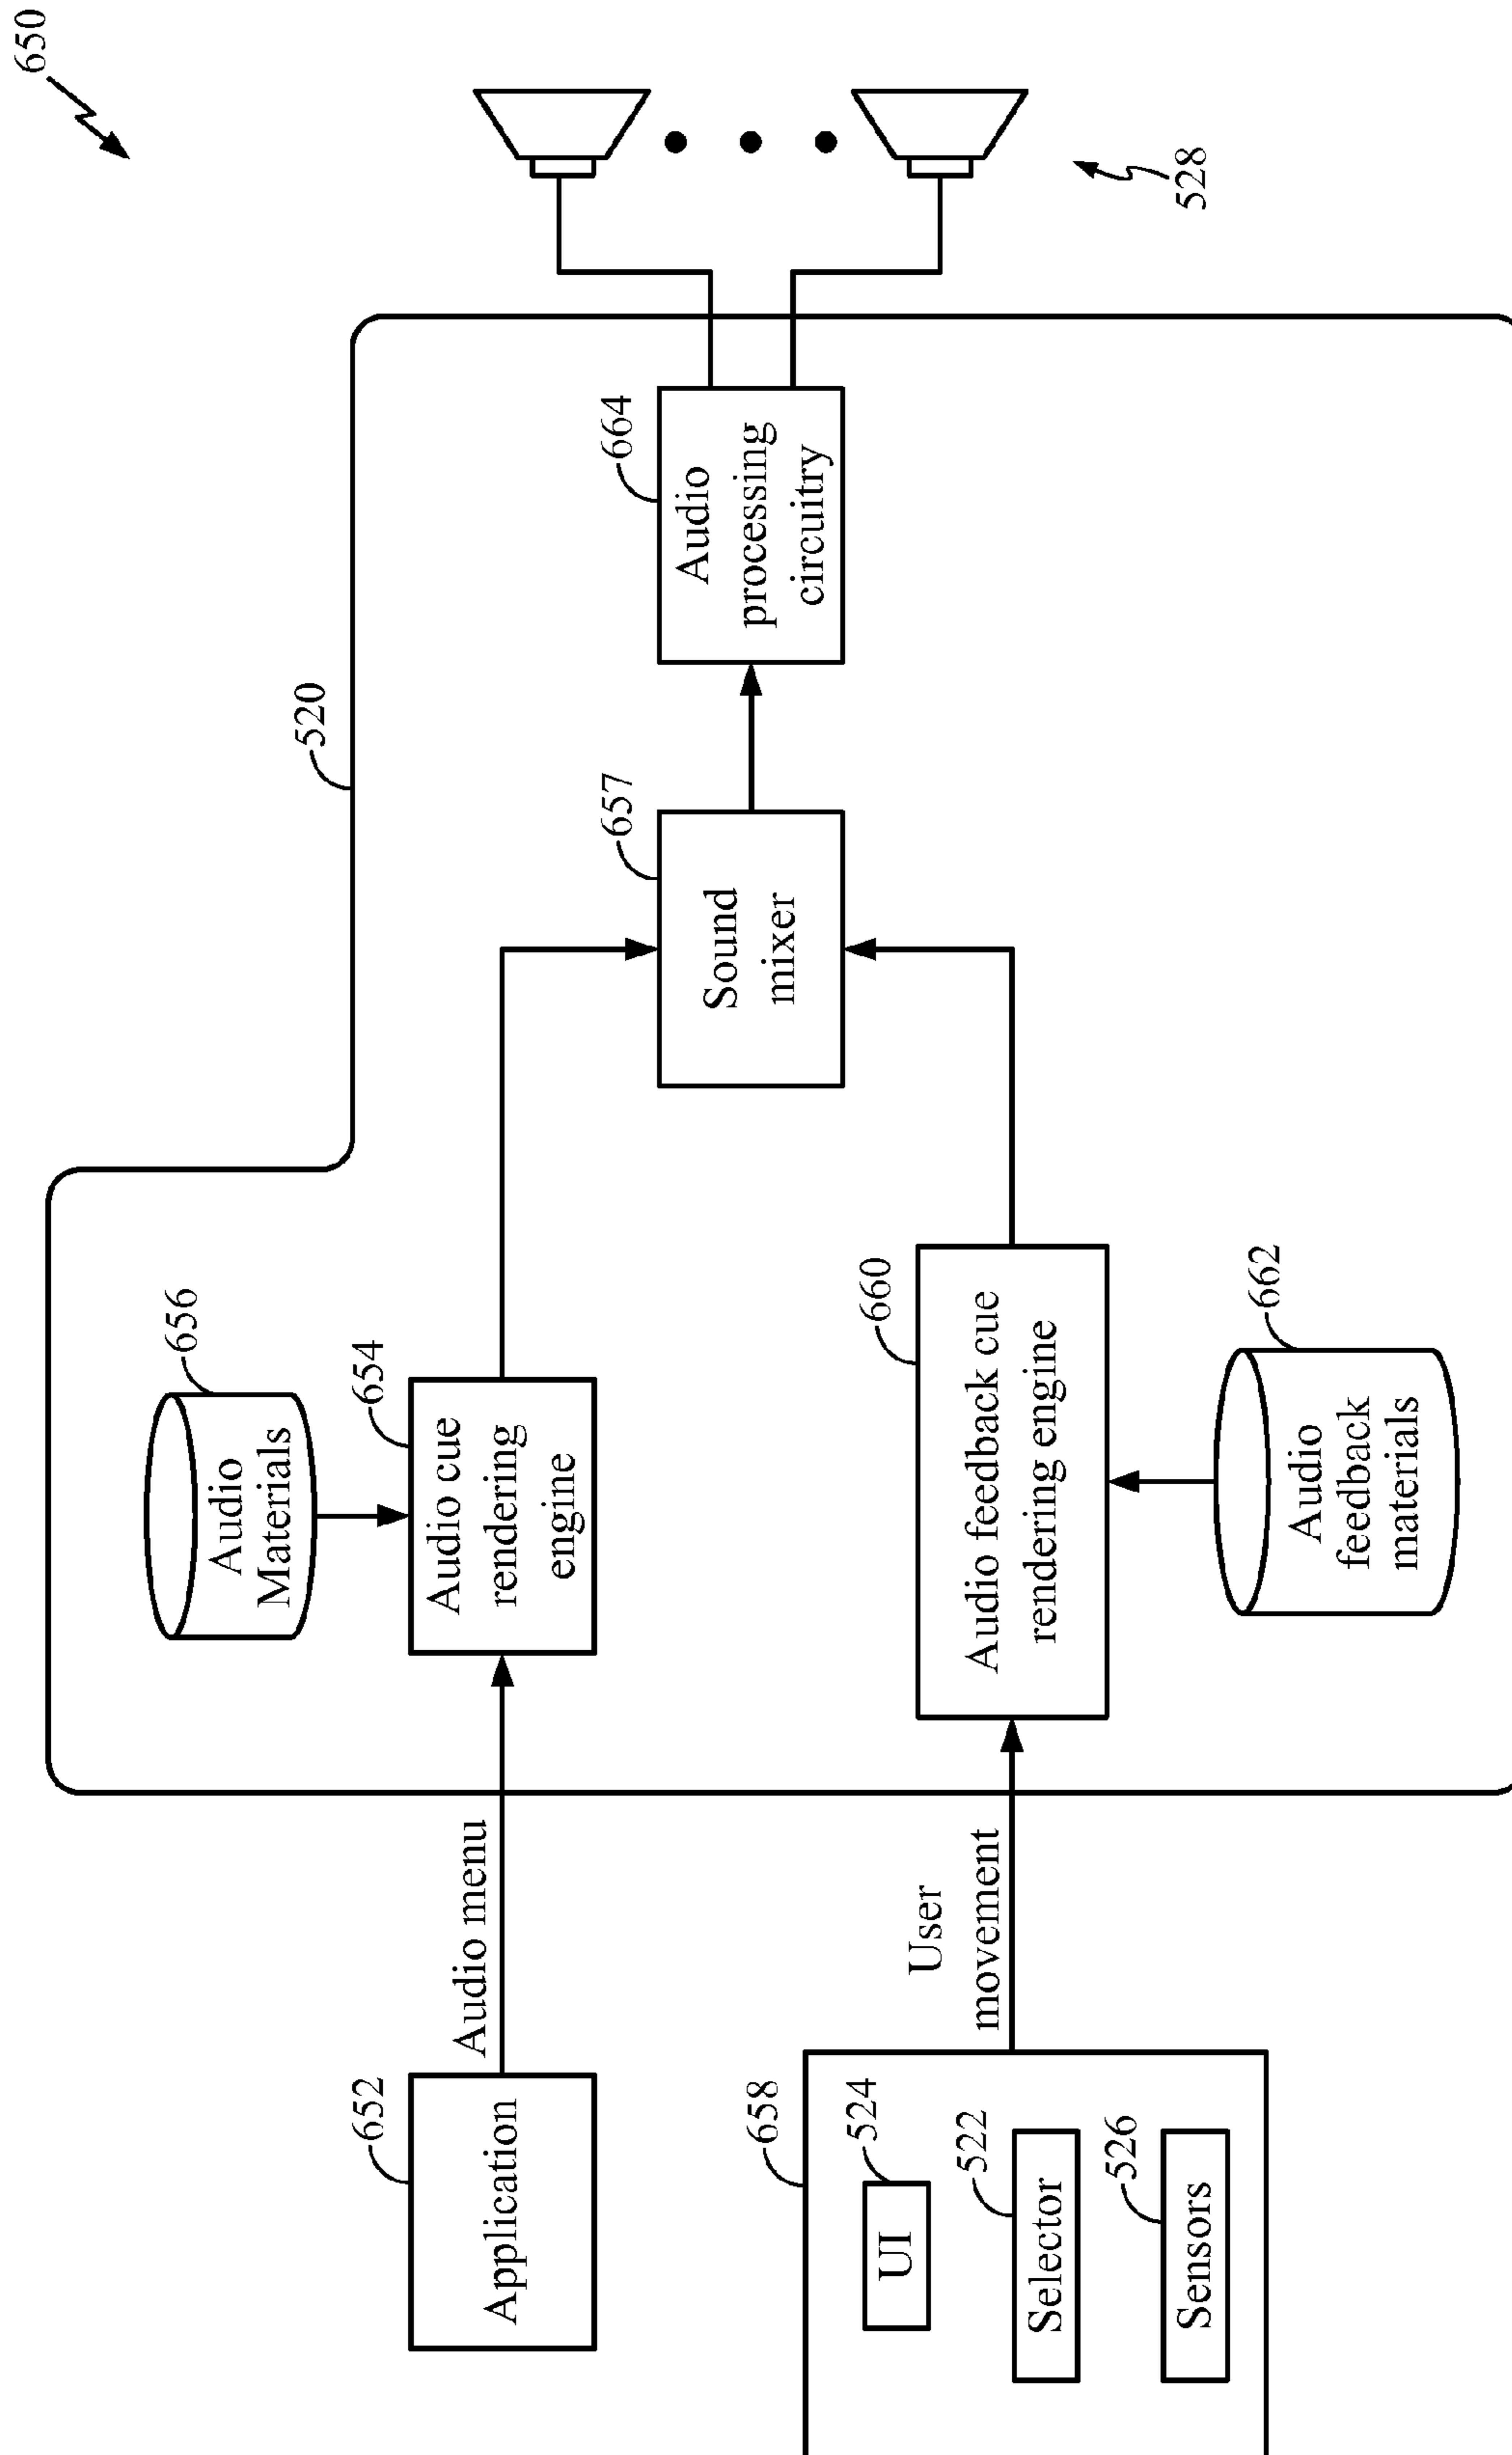 650
520
656
Audio
Materials
654
Audio cue
rendering
engine
652
Application
Audio menu
657
Sound
mixer
664
Audio
processing
circuitry
528
658
UI
524
Selector
522
Sensors
526
User
movement
660
Audio feedback cue
rendering engine
662
Audio
feedback
materials